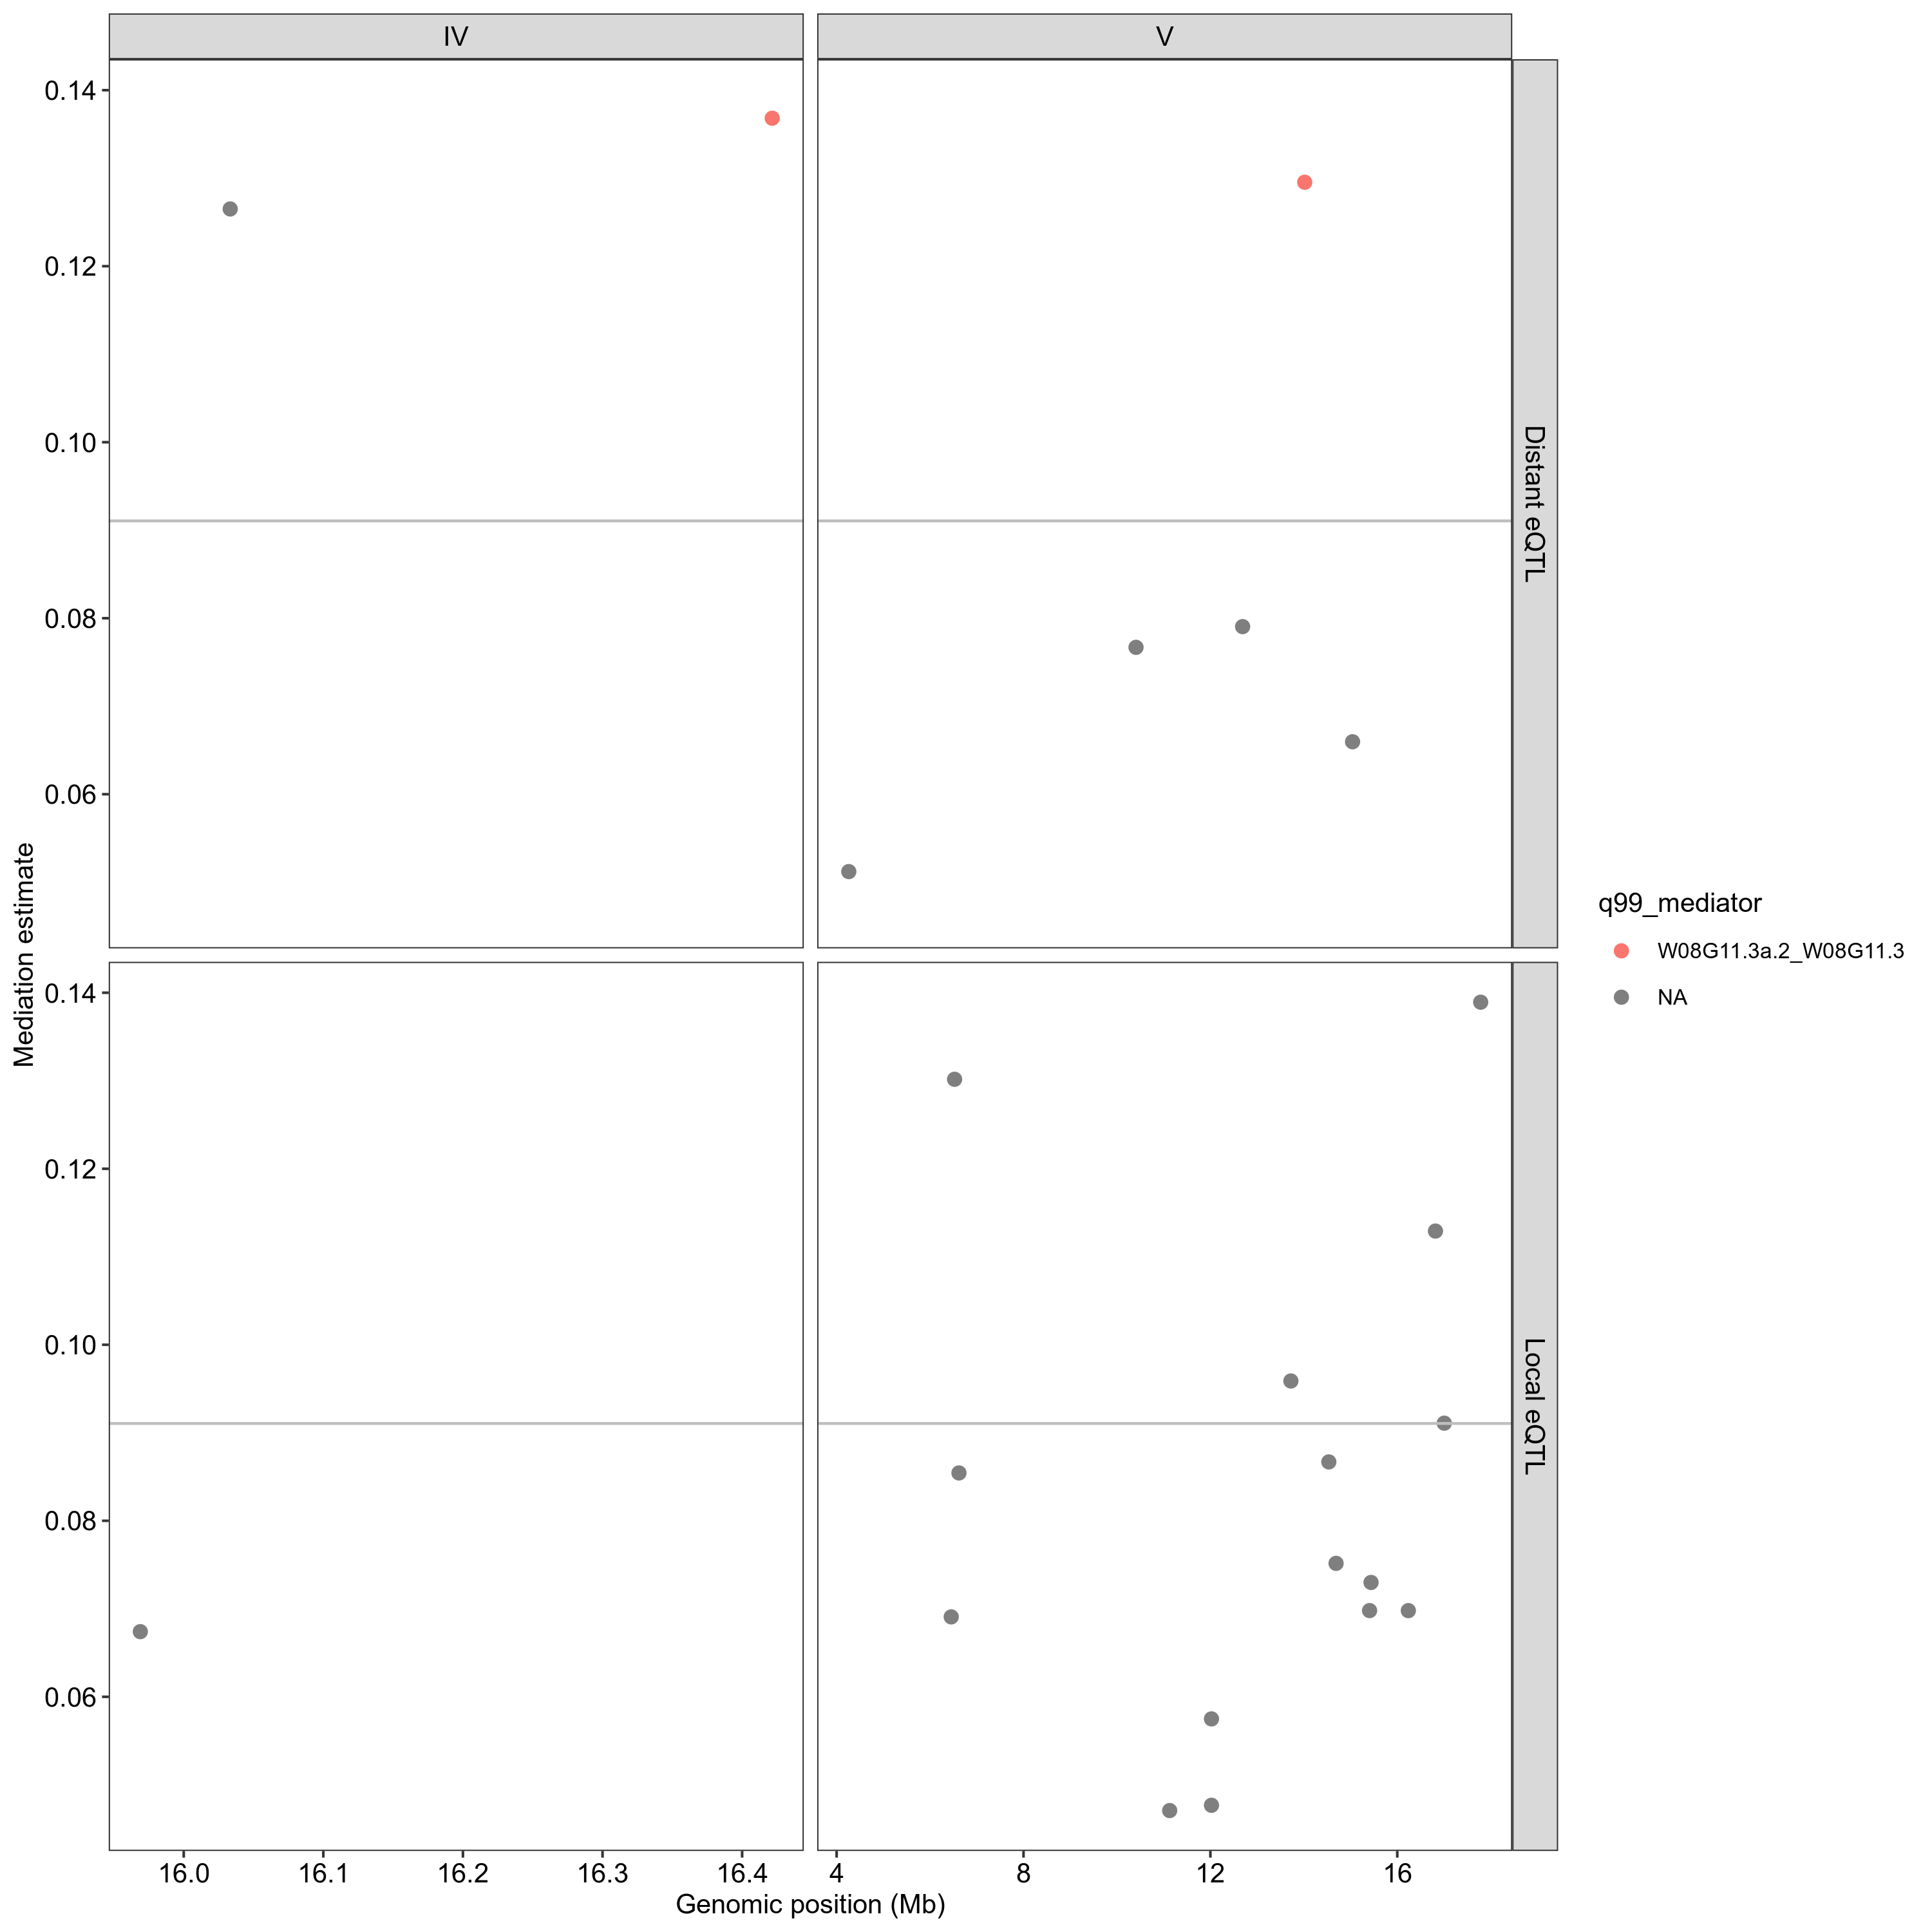 IV
V
0.14
0.12
0.10
0.08
0.06
Distant eQTL
Mediation estimate
0.14
0.12
0.10
0.08
0.06
Local eQTL
16.0 16.1 16.2 16.3 16.4
4 8 12 16
Genomic position (Mb)
q99_mediator
W08G11.3a.2_W08G11.3
NA